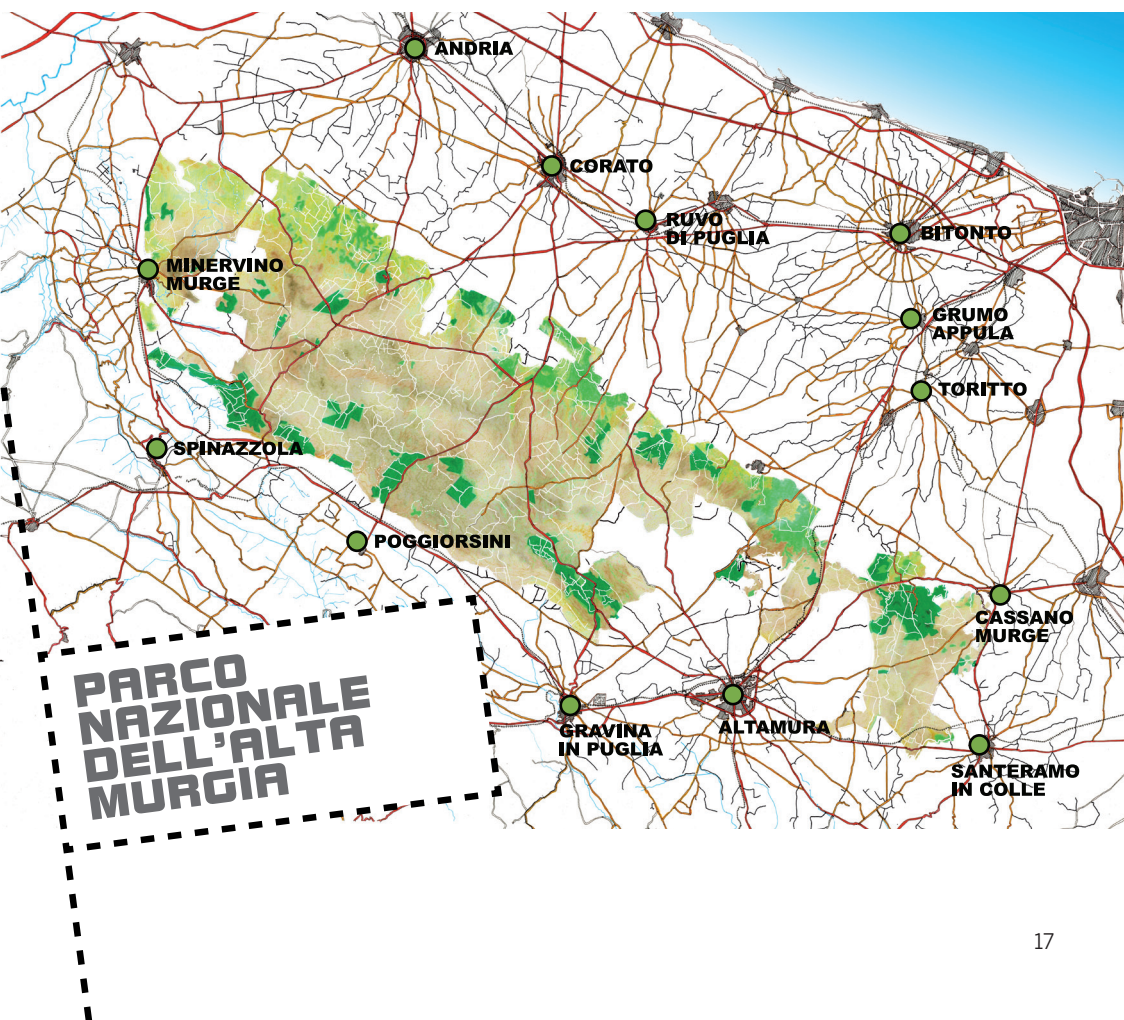 ANDRIA
CORATO
RUVO
DI PUGLIA
BITONTO
MINERVINO
MURGE
GRUMO
APPULA
TORITTO
SPINAZZOLA
POGGIORSINI
CASSANO
MURGE
PARCO
NAZIONALE
DELL'ALTA
MURGIA
GRAVINA
IN PUGLIA
ALTAMURA
SANTERAMO
IN COLLE
17